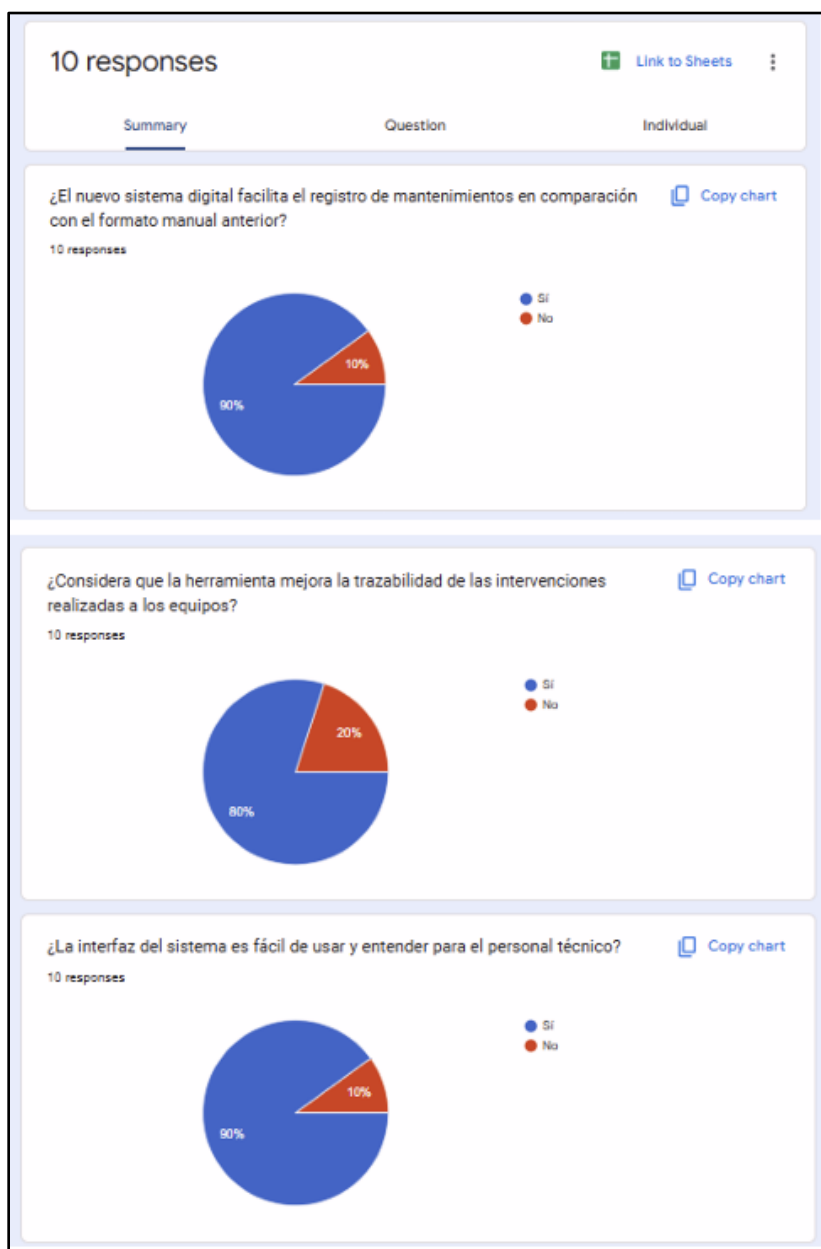 10 responses
Link to Sheets
Summary
Question
Individual
¿El nuevo sistema digital facilita el registro de mantenimientos en comparación
con el formato manual anterior?
Copy chart
10 responses
Sí
No
10%
90%
¿Considera que la herramienta mejora la trazabilidad de las intervenciones
realizadas a los equipos?
Copy chart
10 responses
Sí
No
20%
80%
¿La interfaz del sistema es fácil de usar y entender para el personal técnico?
Copy chart
10 responses
Sí
No
10%
90%